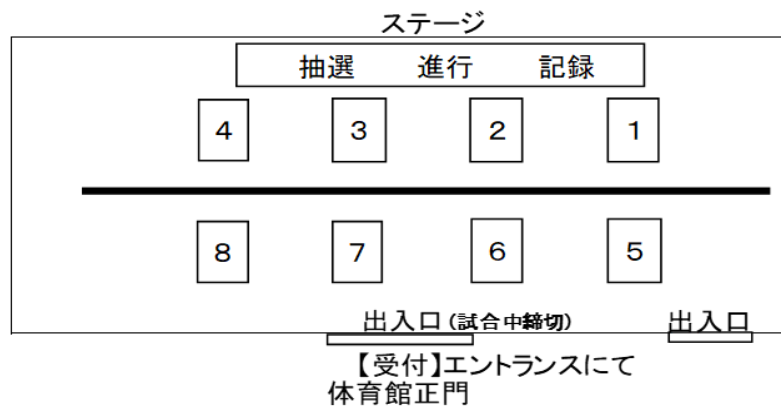 ステージ
抽選 進行 記録
4 3 2 1
8 7 6 5
出入口(試合中締切) 出入口
【受付】エントランスにて
体育館正門